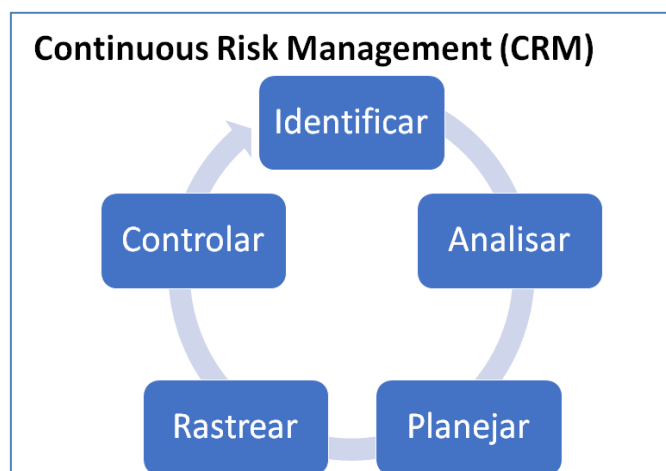 Continuous Risk Management (CRM)
Identificar
Analisar
Planejar
Rastrear
Controlar